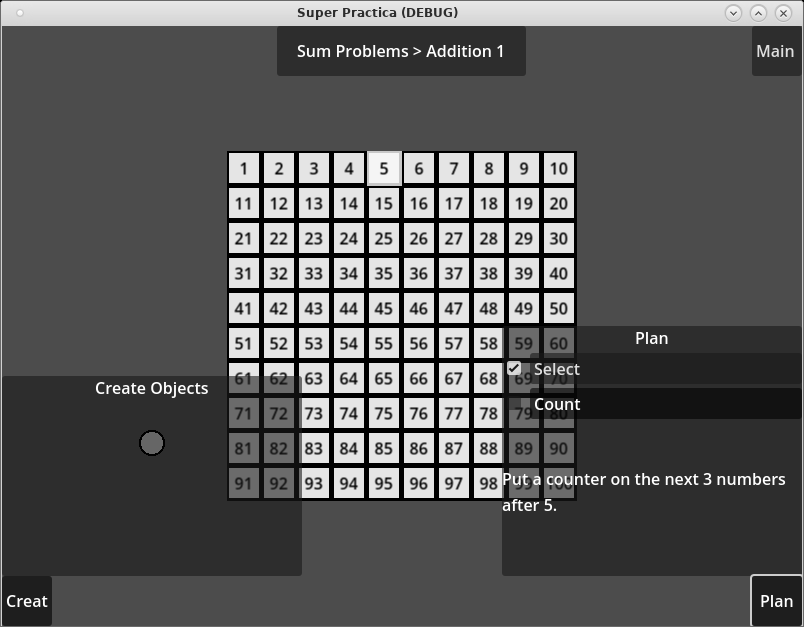 Super Practica (DEBUG)
Sum Problems > Addition 1
Main
1 2 3 4 5 6 7 8 9 10
11 12 13 14 15 16 17 18 19 20
21 22 23 24 25 26 27 28 29 30
31 32 33 34 35 36 37 38 39 40
41 42 43 44 45 46 47 48 49 50
51 52 53 54 55 56 57 58 59 60
61 62 63 64 65 66 67 68 69 70
71 72 73 74 75 76 77 78 79 80
81 82 83 84 85 86 87 88 89 90
91 92 93 94 95 96 97 98 99 100
Plan
Select
Count
Put a counter on the next 3 numbers
after 5.
Create Objects
Creat
Plan